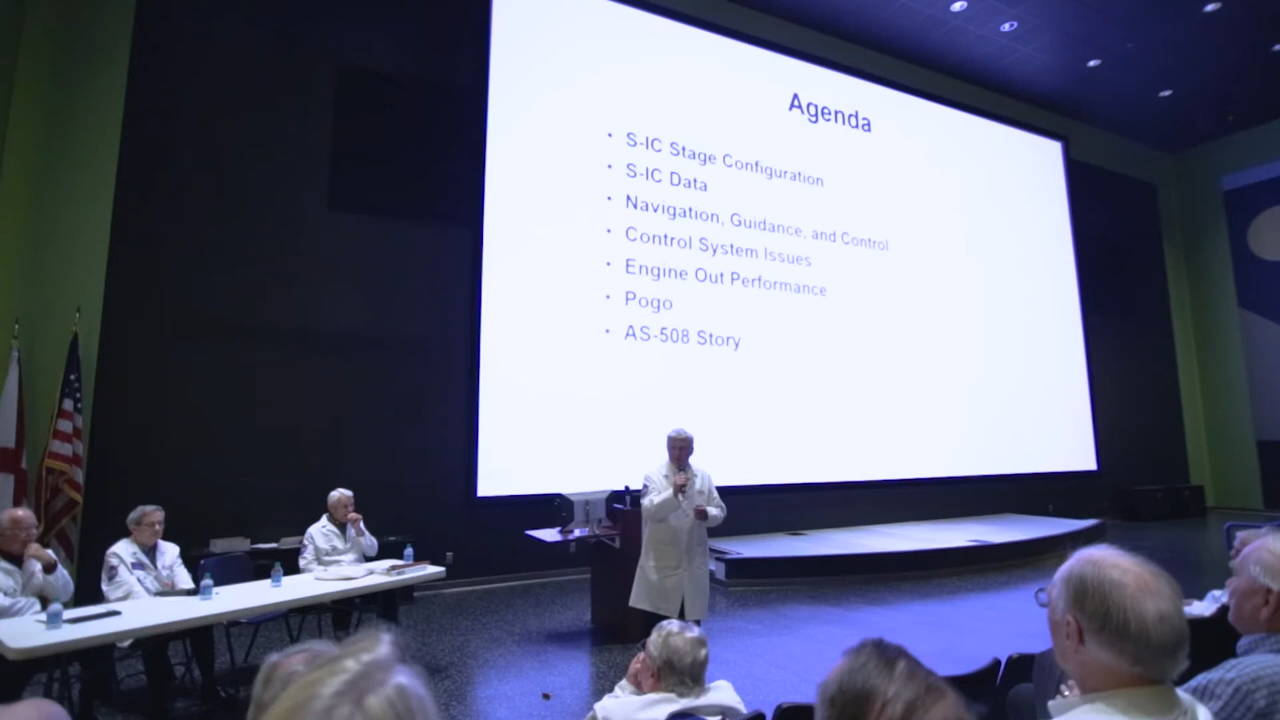 Agenda
• S-IC Stage Configuration
• S-IC Data
• Navigation, Guidance, and Control
• Control System Issues
• Engine Out Performance
• Pogo
• AS-508 Story